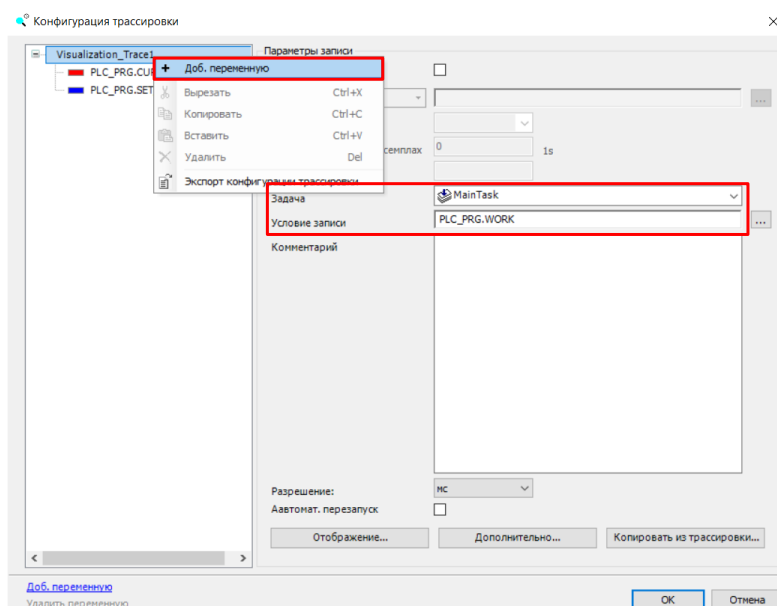 Конфигурация трассировки
Visualization_Trace1
PLC_PRG.CUR
PLC_PRG.SET
Доб. переменную
Вырезать Ctrl+X
Копировать Ctrl+C
Вставить Ctrl+V
Удалить Del
Экспорт конфигурации трассировки
Параметры записи
...
семплах 0 1s
Задача MainTask
Условие записи PLC_PRG.WORK ...
Комментарий
Разрешение: мс
Аавтомат. перезапуск
Отображение... Дополнительно... Копировать из трассировки...
Доб. переменную
Удалить переменную
OK Отмена